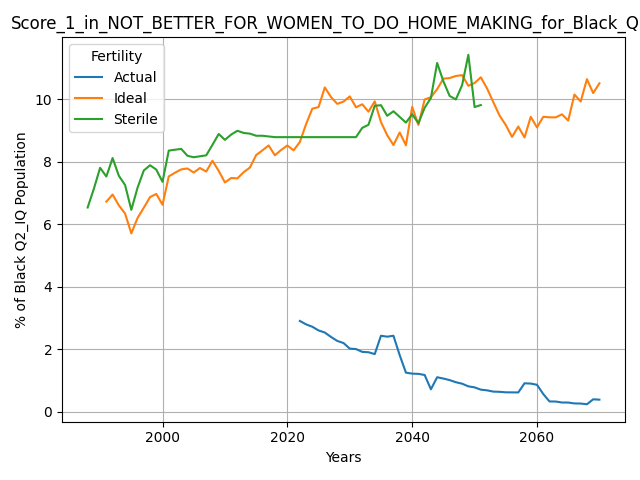 Score_1_in_NOT_BETTER_FOR_WOMEN_TO_DO_HOME_MAKING_for_Black_Q
Fertility
Actual
Ideal
Sterile
% of Black Q2_IQ Population
10
8
6
4
2
0
2000
2020
2040
2060
Years